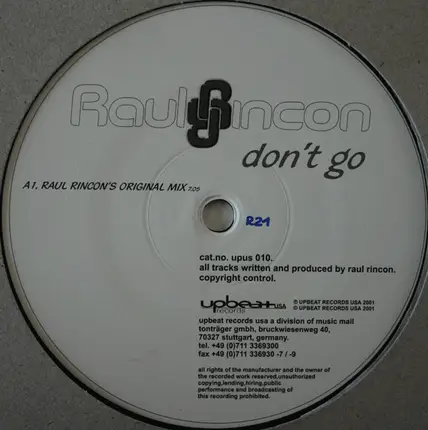 Raul Rincon
don't go
A1. RAUL RINCON'S ORIGINAL MIX 7:05
R21
cat.no. upus 010.
all tracks written and produced by raul rincon.
copyright control.
upbeat usa
records
℗ UPBEAT RECORDS USA 2001
© UPBEAT RECORDS USA 2001
upbeat records usa a division of music mail
tonträger gmbh, bruckwiesenweg 40,
70327 stuttgart, germany.
tel. +49 (0)711 3369300
fax +49 (0)711 336930 -7 / -9
all rights of the manufacturer and the owner of
the recorded work reserved.unauthorized
copying,lending,hiring,public
performance and broadcasting of
this recording prohibited.